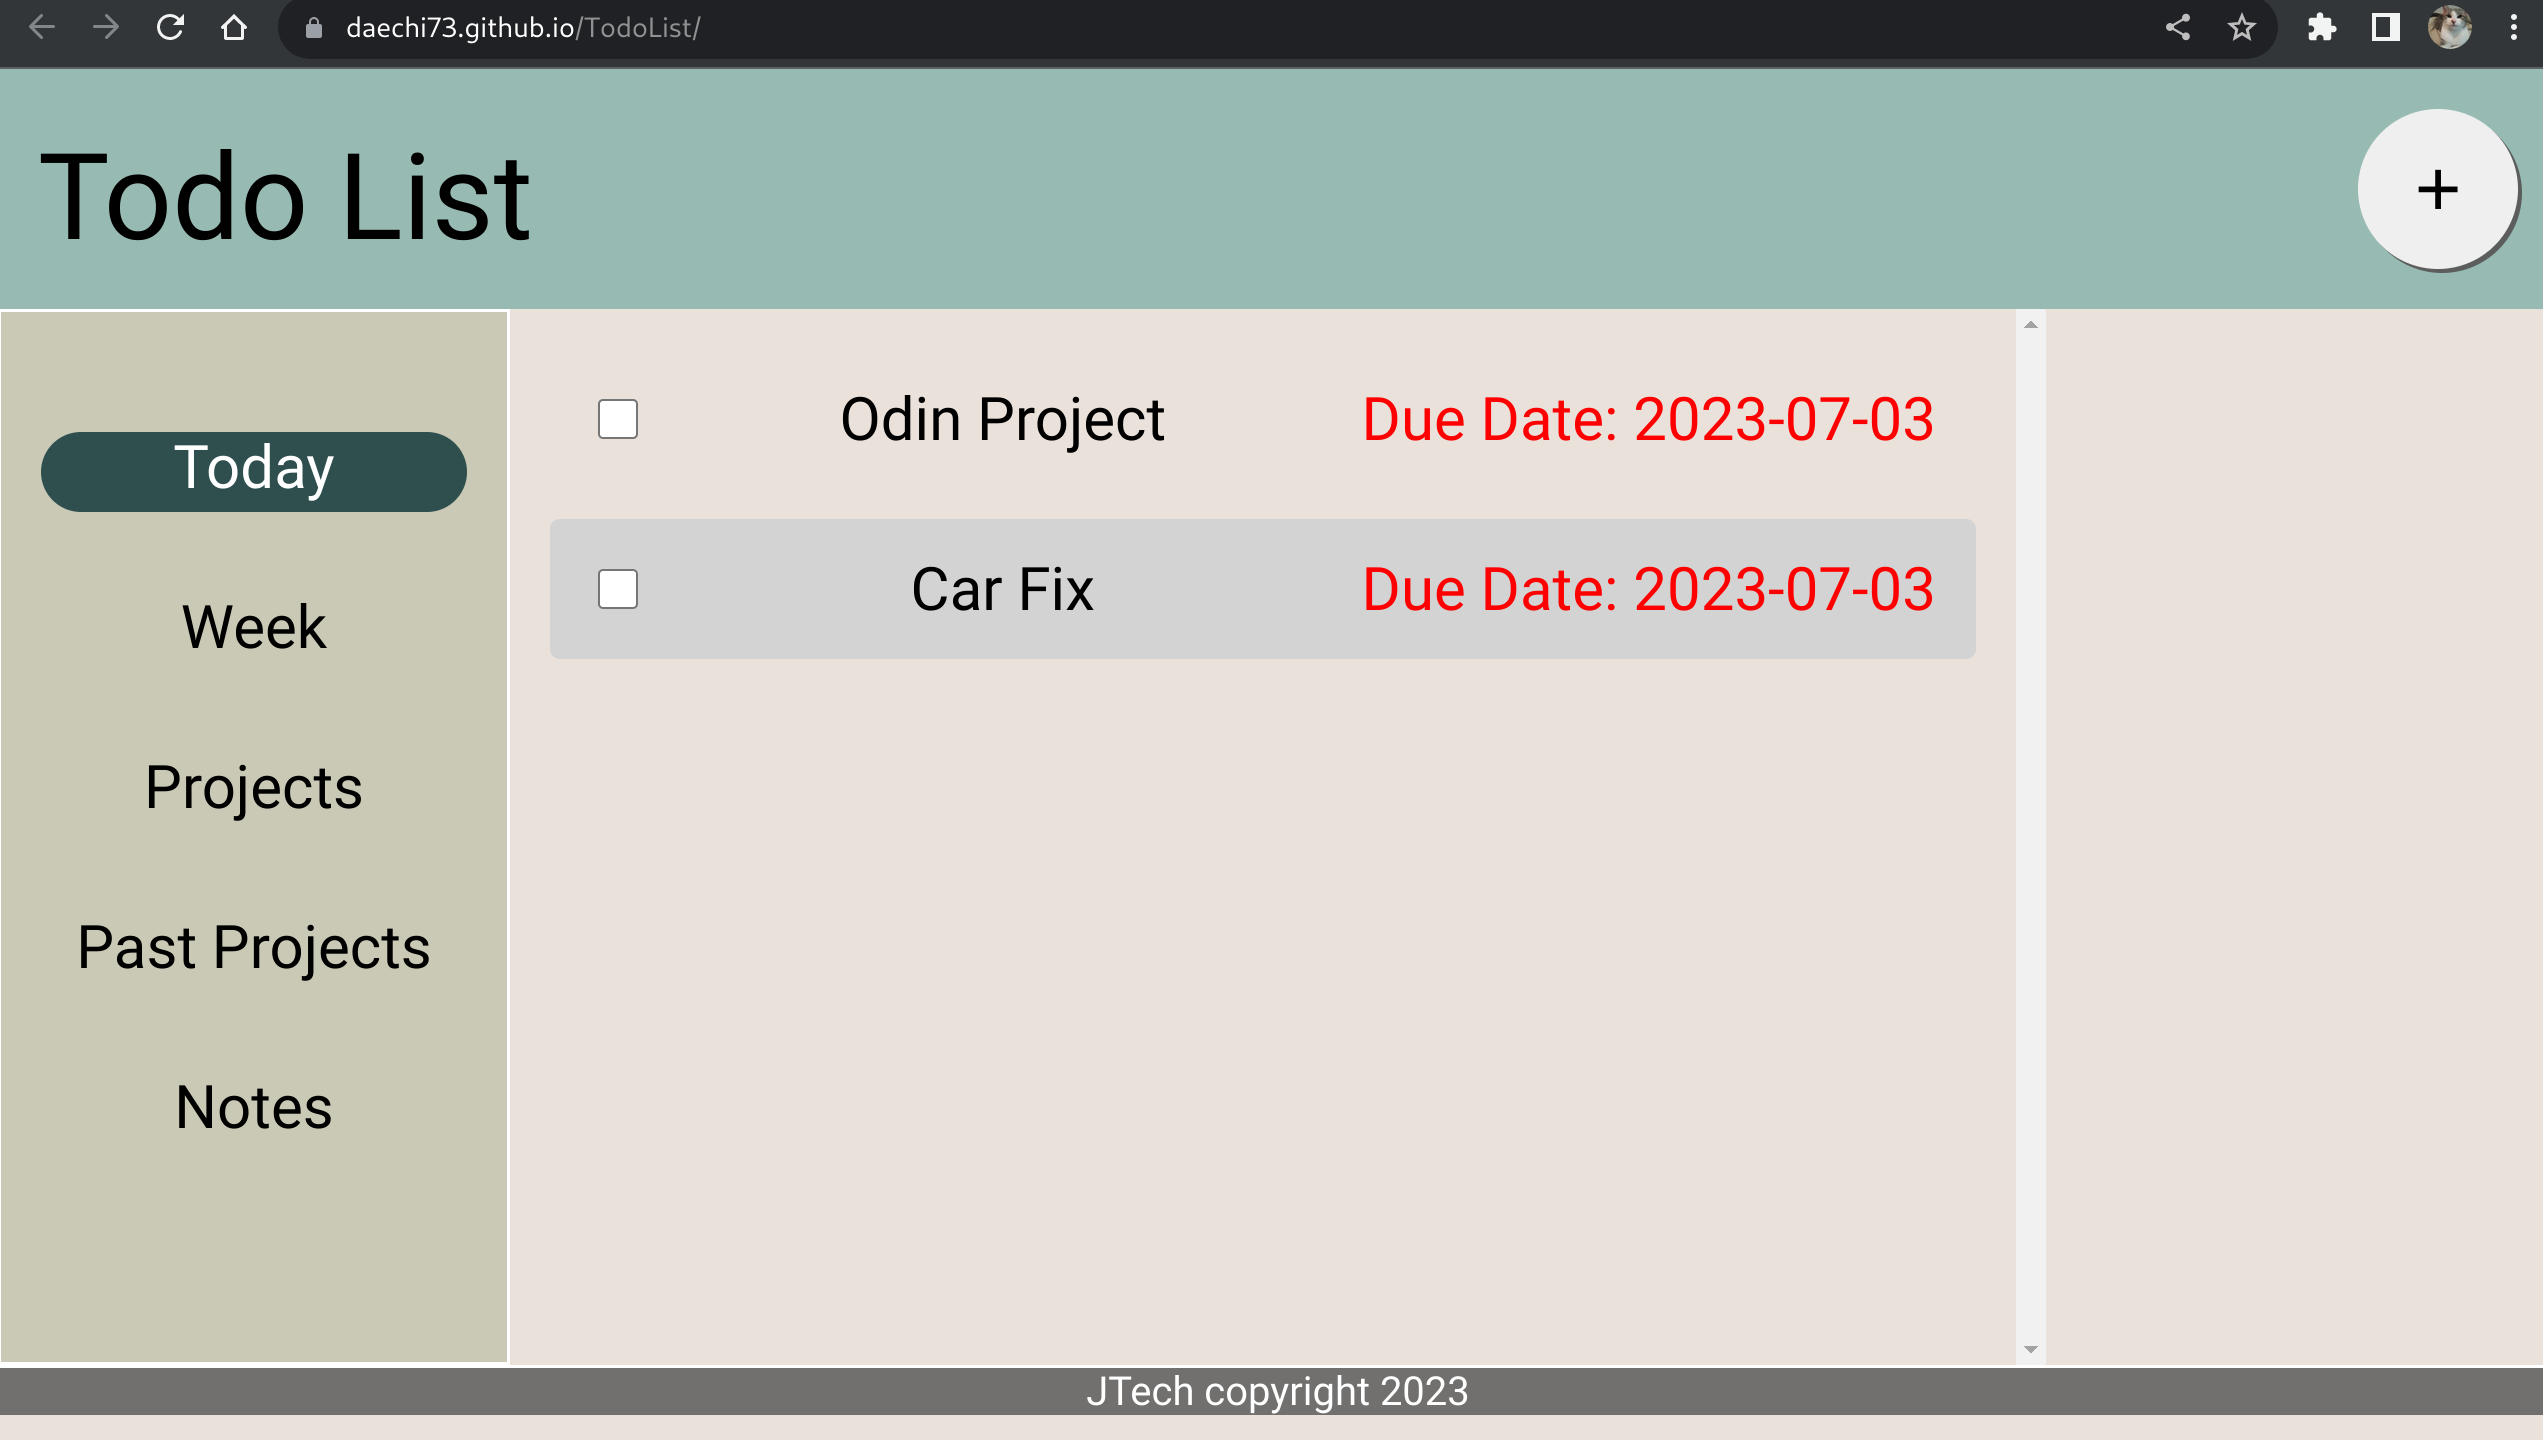 daechi73.github.io/TodoList/
Todo List
+
Today
Week
Projects
Past Projects
Notes
Odin Project Due Date: 2023-07-03
Car Fix Due Date: 2023-07-03
JTech copyright 2023